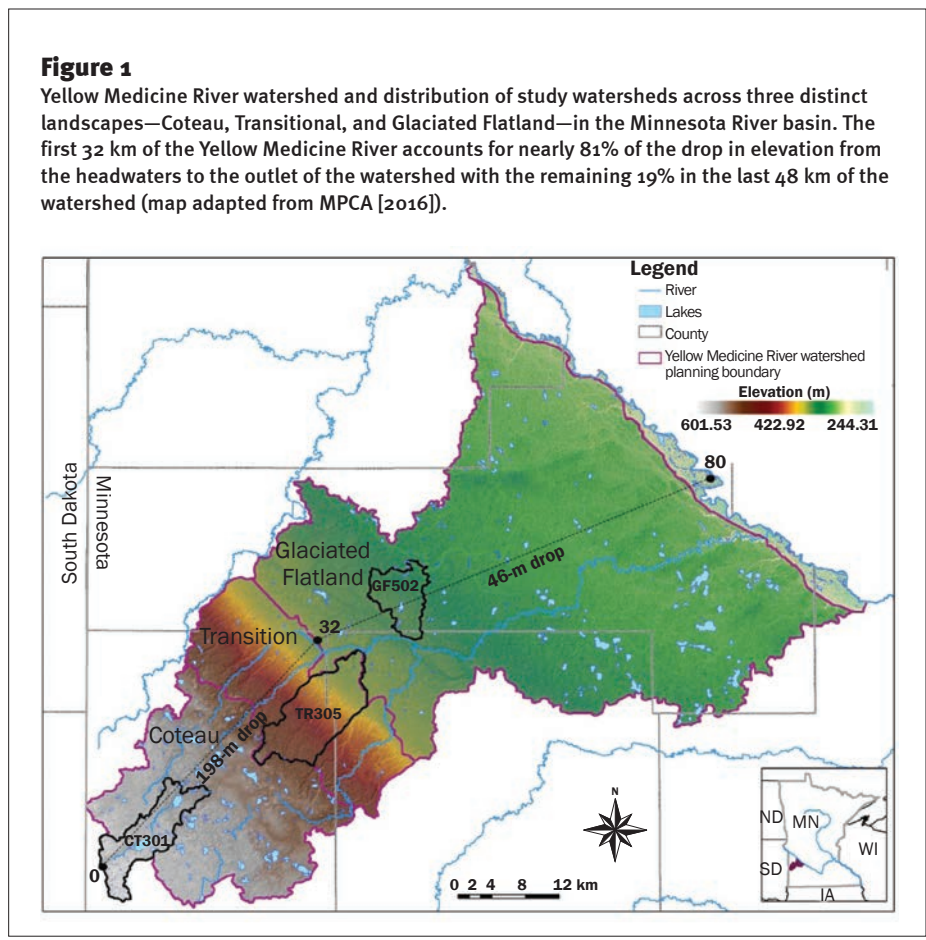 Figure 1
Yellow Medicine River watershed and distribution of study watersheds across three distinct
landscapes—Coteau, Transitional, and Glaciated Flatland—in the Minnesota River basin. The
first 32 km of the Yellow Medicine River accounts for nearly 81% of the drop in elevation from
the headwaters to the outlet of the watershed with the remaining 19% in the last 48 km of the
watershed (map adapted from MPCA [2016]).
Legend
River
Lakes
County
Yellow Medicine River watershed
planning boundary
Elevation (m)
601.53 422.92 244.31
80
South Dakota
Minnesota
Glaciated
Flatland
GF502
46-m drop
Transition
32
TR305
Coteau
198-m drop
CT301
0
N
0 2 4 8 12 km
ND
MN
WI
SD
IA